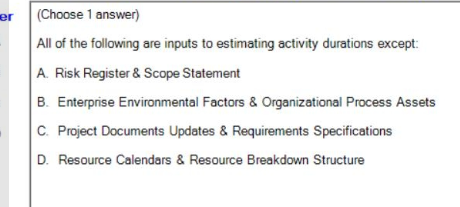 er
(Choose 1 answer)
All of the following are inputs to estimating activity durations except:
A. Risk Register & Scope Statement
B. Enterprise Environmental Factors & Organizational Process Assets
C. Project Documents Updates & Requirements Specifications
D. Resource Calendars & Resource Breakdown Structure